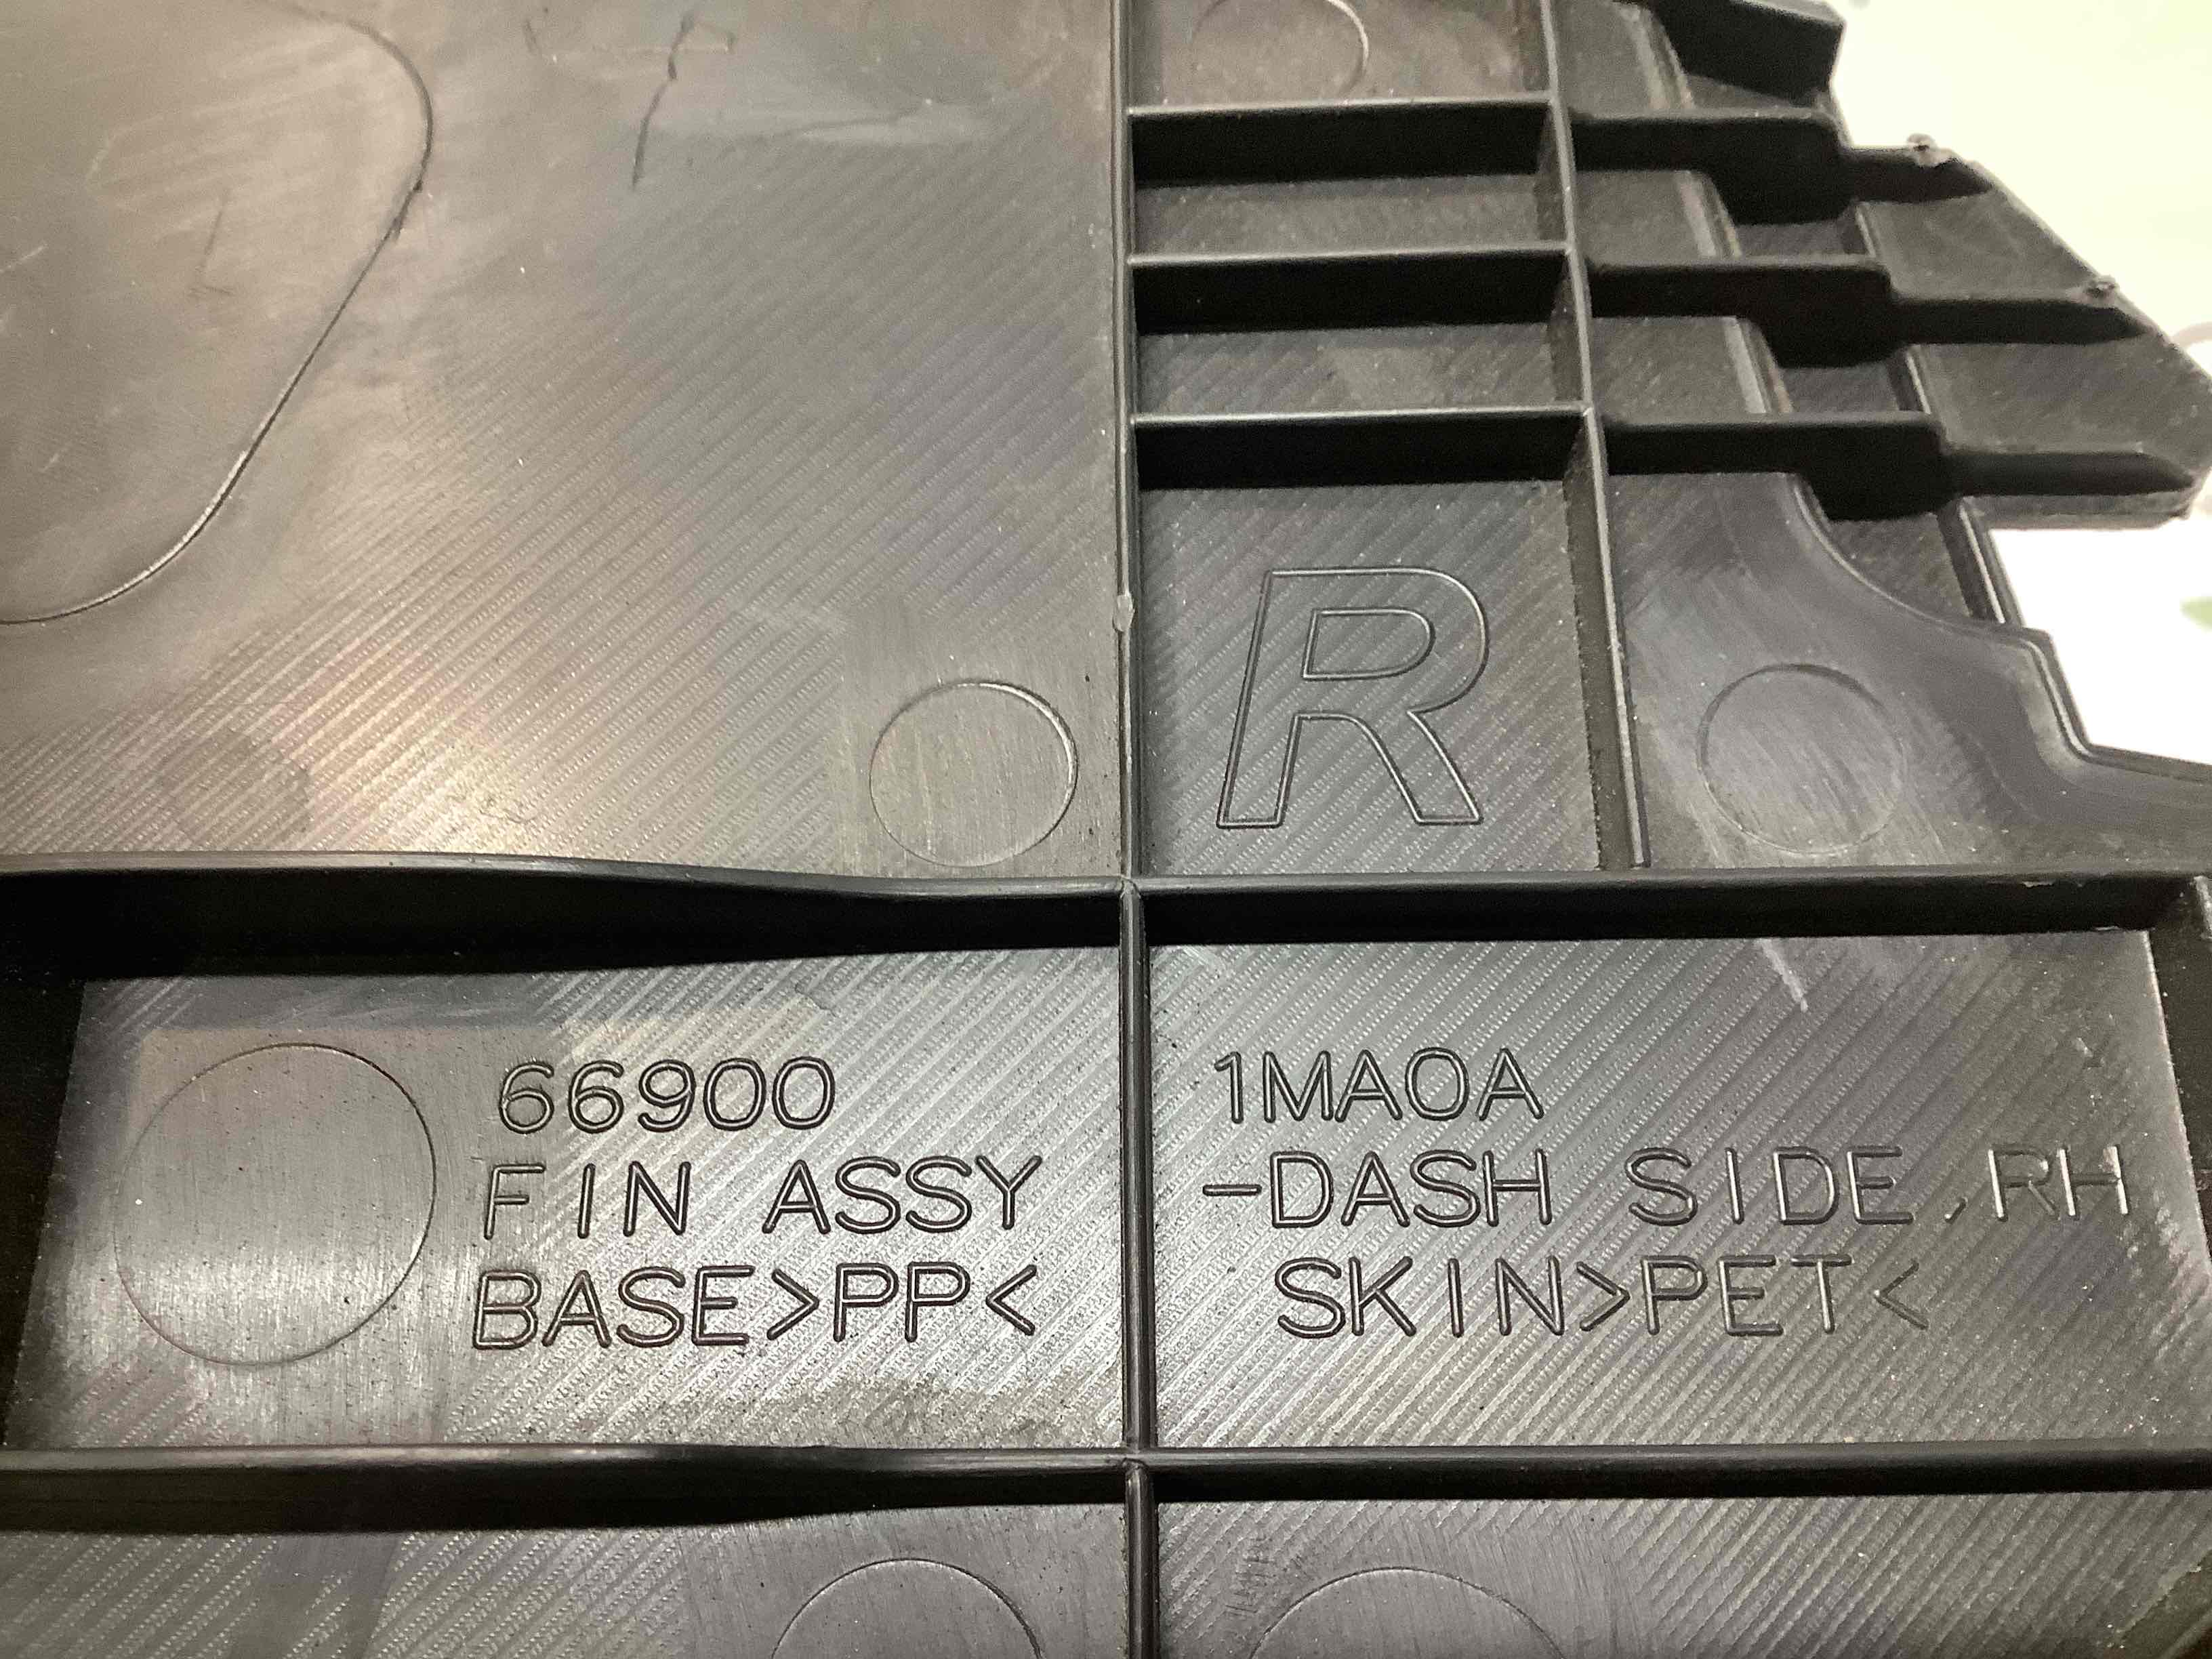 R
66900 1MA0A
FIN ASSY -DASH SIDE,RH
BASE>PP< SKIN>PET<